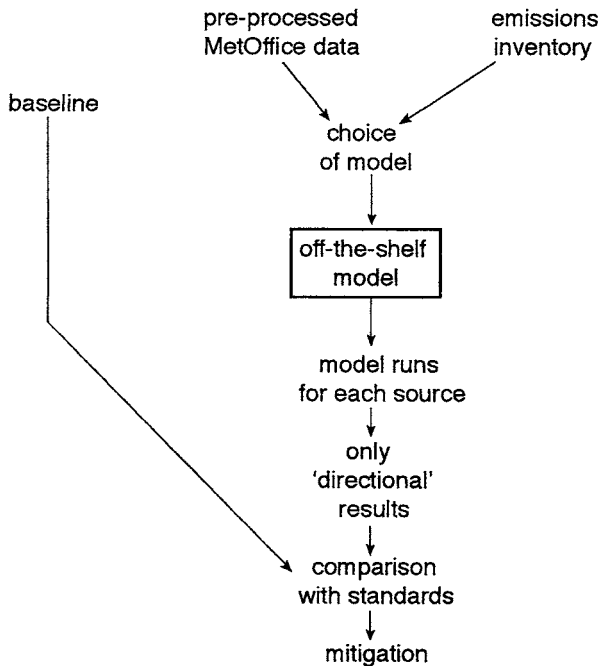 pre-processed
MetOffice data
emissions
inventory
baseline
choice
of model
off-the-shelf
model
model runs
for each source
only
‘directional’
results
comparison
with standards
mitigation